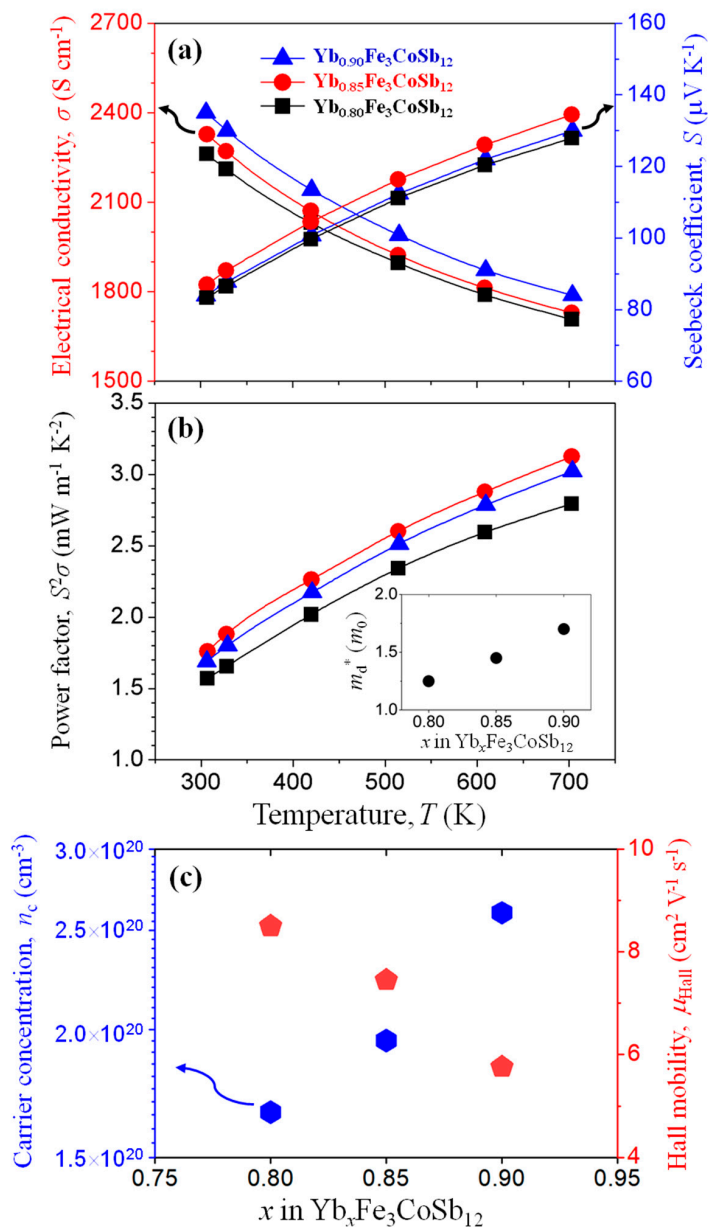 (a)
Yb0.90Fe3CoSb12
Yb0.85Fe3CoSb12
Yb0.80Fe3CoSb12
Electrical conductivity, σ (S cm-1)
2700
2400
2100
1800
1500
Seebeck coefficient, S (μV K-1)
160
140
120
100
80
60
(b)
Power factor, S2σ (mW m-1 K-2)
3.5
3.0
2.5
2.0
1.5
1.0
md* (m0)
2.0
1.5
1.0
0.80 0.85 0.90
x in YbxFe3CoSb12
300 400 500 600 700
Temperature, T (K)
(c)
Carrier concentration, nc (cm-3)
3.0×1020
2.5×1020
2.0×1020
1.5×1020
Hall mobility, μHall (cm2 V-1 s-1)
10
8
6
4
0.75 0.80 0.85 0.90 0.95
x in YbxFe3CoSb12